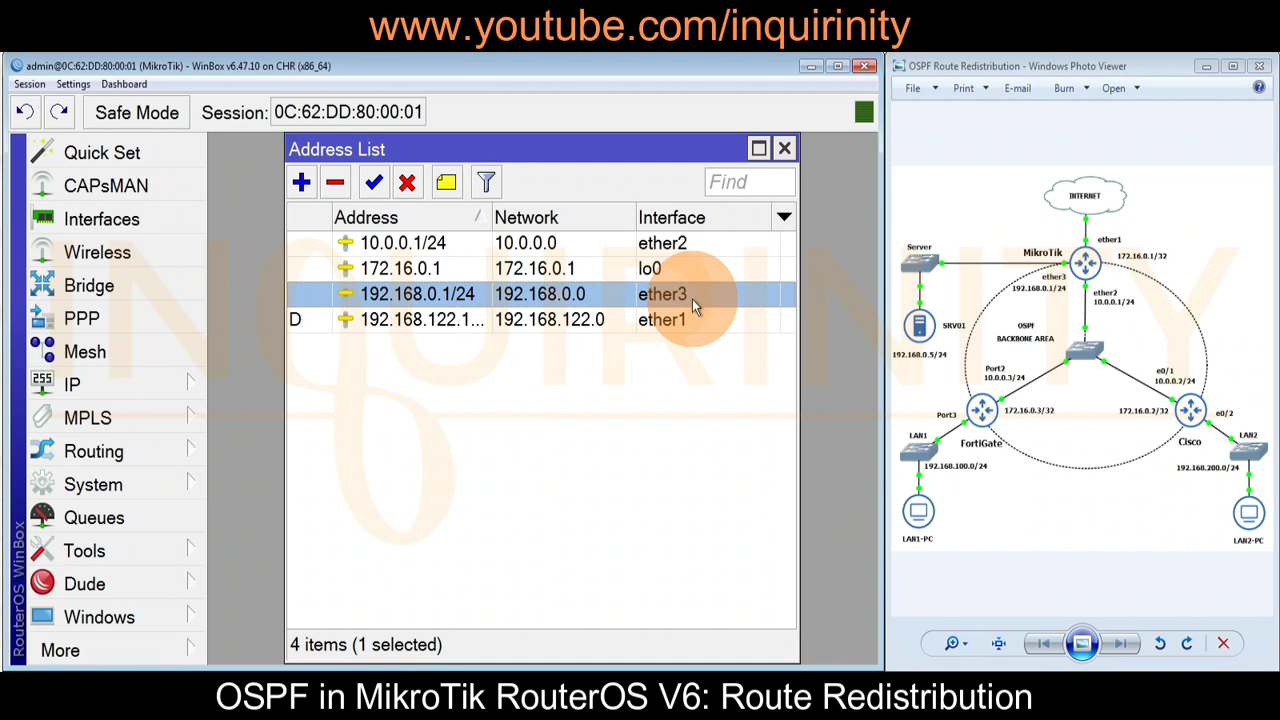 www.youtube.com/inquirinity
admin@0C:62:DD:80:00:01 (MikroTik) - WinBox v6.47.10 on CHR (x86_64)
Session Settings Dashboard
Safe Mode Session: 0C:62:DD:80:00:01
Quick Set
CAPsMAN
Interfaces
Wireless
Bridge
PPP
Mesh
IP
MPLS
Routing
System
Queues
Tools
Dude
Windows
More
RouterOS WinBox
Address List
Find
Address Network Interface
10.0.0.1/24 10.0.0.0 ether2
172.16.0.1 172.16.0.1 lo0
192.168.0.1/24 192.168.0.0 ether3
D 192.168.122.1... 192.168.122.0 ether1
4 items (1 selected)
OSPF Route Redistribution - Windows Photo Viewer
File Print E-mail Burn Open
INTERNET
ether1
Server
MikroTik
172.16.0.1/32
ether3
192.168.0.1/24
ether2
10.0.0.1/24
SRV01
192.168.0.5/24
OSPF
BACKBONE AREA
Port2
10.0.0.3/24
e0/1
10.0.0.2/24
172.16.0.3/32
172.16.0.2/32
Port3
e0/2
LAN1
FortiGate
Cisco
LAN2
192.168.100.0/24
192.168.200.0/24
LAN1-PC
LAN2-PC
INQUIRINITY
OSPF in MikroTik RouterOS V6: Route Redistribution